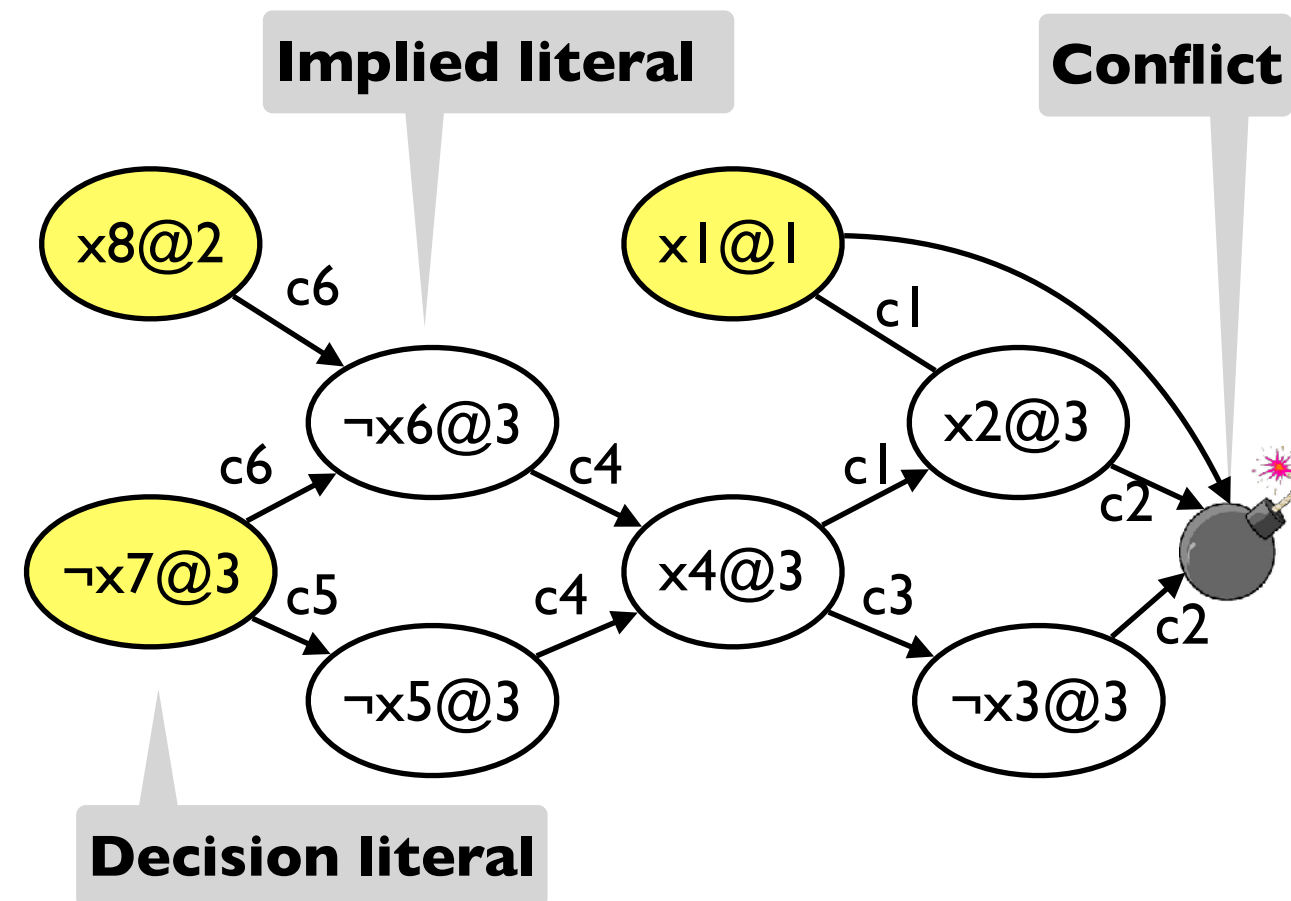 Implied literal
Conflict
x8@2
x1@1
c6
c1
¬x6@3
x2@3
c6
c4
c1
c2
¬x7@3
x4@3
c5
c4
c3
c2
¬x5@3
¬x3@3
Decision literal